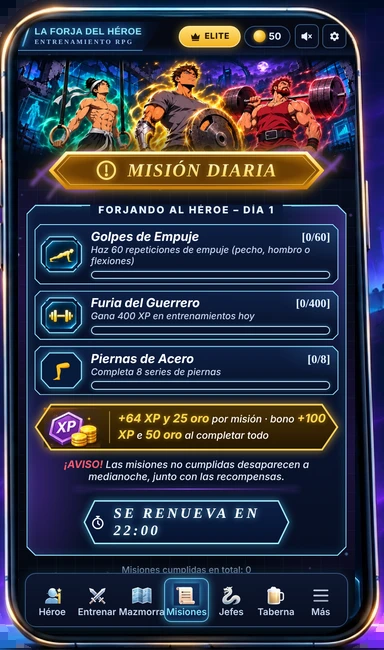 LA FORJA DEL HÉROE
ENTRENAMIENTO RPG
ELITE
50
MISIÓN DIARIA
FORJANDO AL HÉROE – DÍA 1
Golpes de Empuje [0/60]
Haz 60 repeticiones de empuje (pecho, hombro o
flexiones)
Furia del Guerrero [0/400]
Gana 400 XP en entrenamientos hoy
Piernas de Acero [0/8]
Completa 8 series de piernas
XP
+64 XP y 25 oro por misión · bono +100
XP e 50 oro al completar todo
¡AVISO! Las misiones no cumplidas desaparecen a
medianoche, junto con las recompensas.
SE RENUEVA EN
22:00
Misiones cumplidas en total: 0
Héroe Entrenar Mazmorra Misiones Jefes Taberna Más